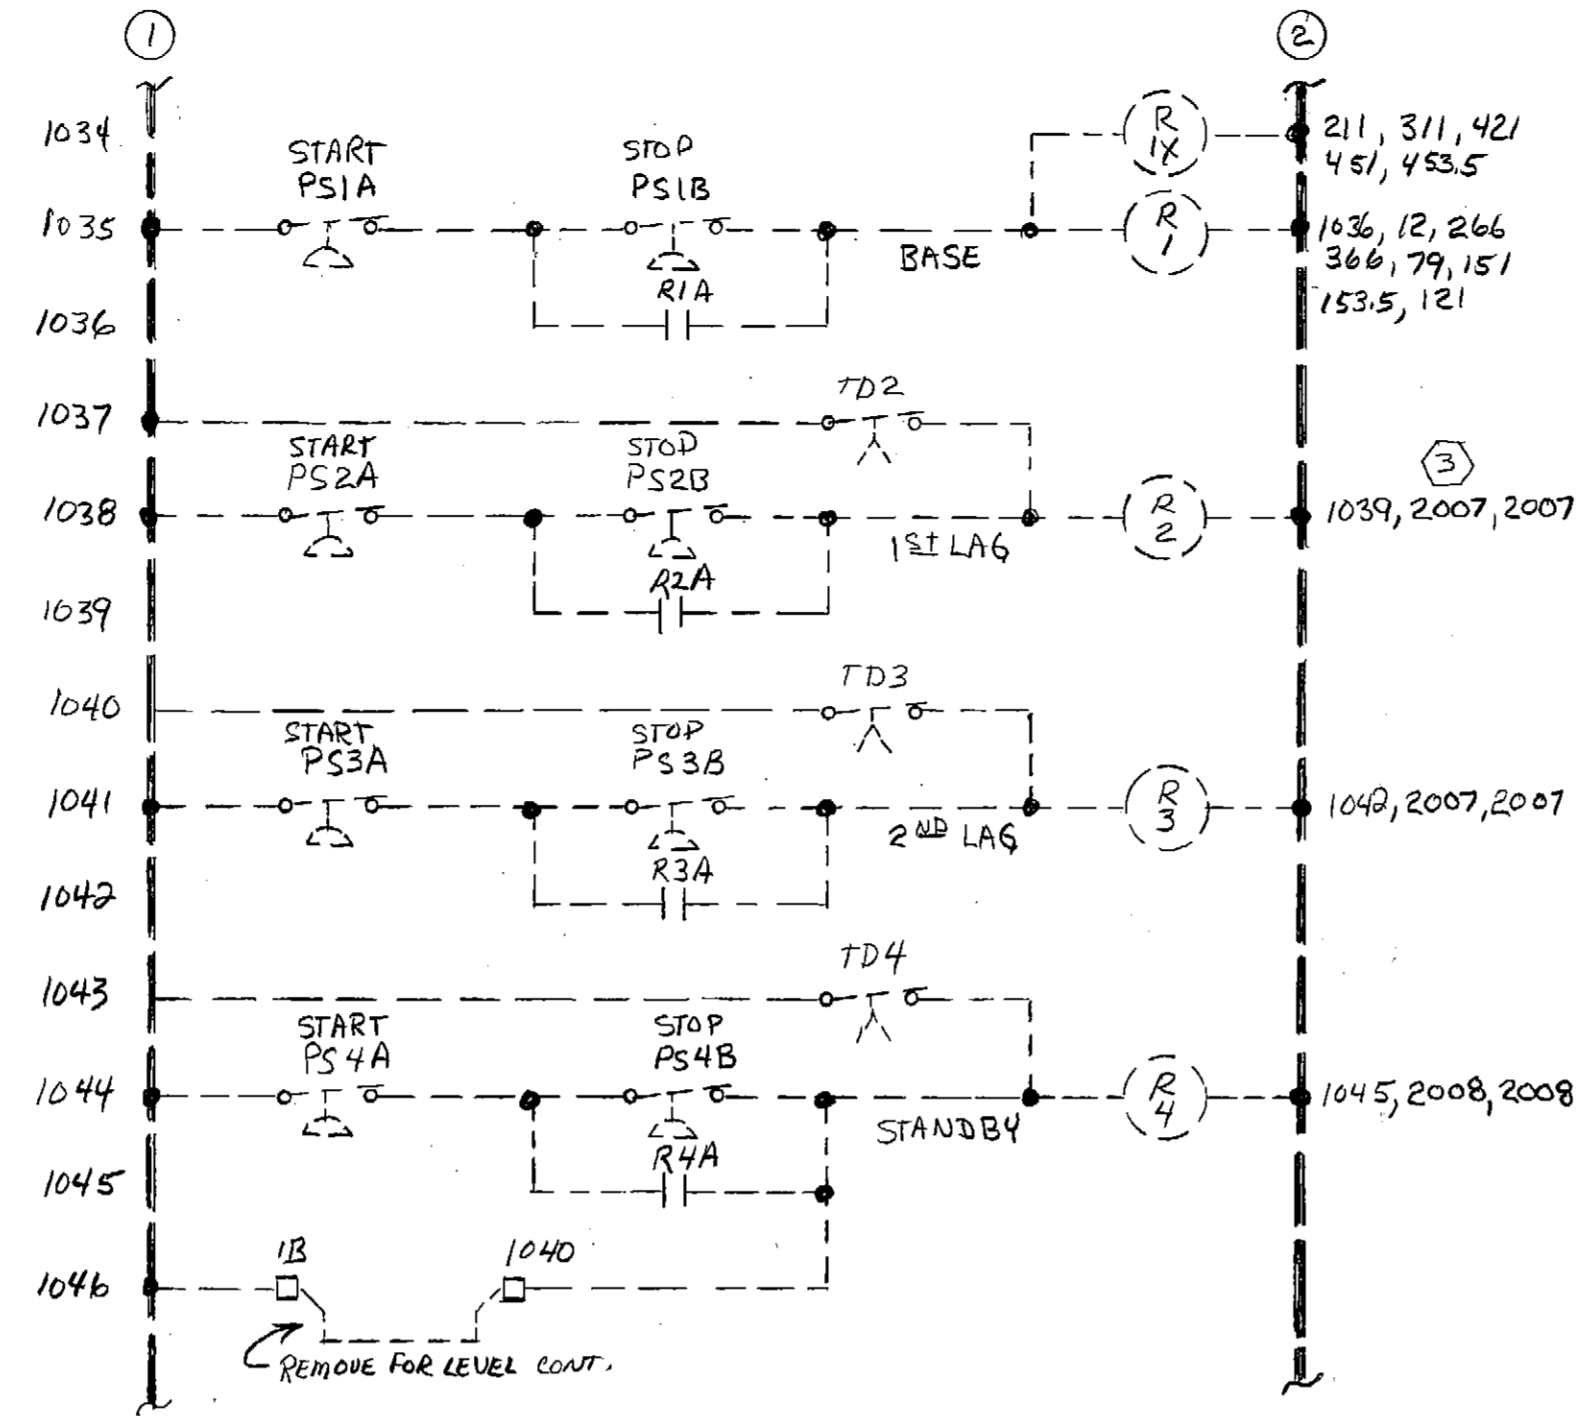 1
2
1034
START
PS1A
STOP
PS1B
R
1X
211, 311, 421
451, 453.5
1035
BASE
R
1
1036, 12, 266
366, 79, 151
153.5, 121
R1A
1036
TD2
1037
START
PS2A
STOP
PS2B
3
1038
1ST LAG
R
2
1039, 2007, 2007
R2A
1039
TD3
1040
START
PS3A
STOP
PS3B
1041
2ND LAG
R
3
1042, 2007, 2007
R3A
1042
TD4
1043
START
PS4A
STOP
PS4B
1044
STANDBY
R
4
1045, 2008, 2008
R4A
1045
1B
1040
1046
REMOVE FOR LEVEL CONT.